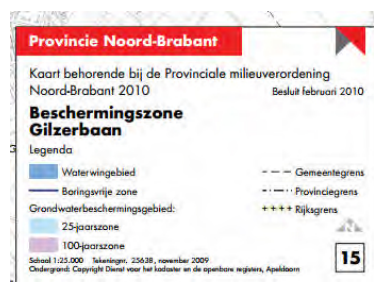 Provincie Noord-Brabant
Kaart behorende bij de Provinciale milieuverordening
Noord-Brabant 2010
Besluit februari 2010
Beschermingszone
Gilzerbaan
Legenda
Waterwingebied
Boringsvrije zone
Grondwaterbeschermingsgebied:
25-jaarszone
100-jaarszone
Gemeentegrens
Provinciegrens
Rijksgrens
N
Schaal 1:25.000 Tekeningnr. 25638, november 2009
Ondergrond: Copyright Dienst voor het kadaster en de openbare registers, Apeldoorn
15